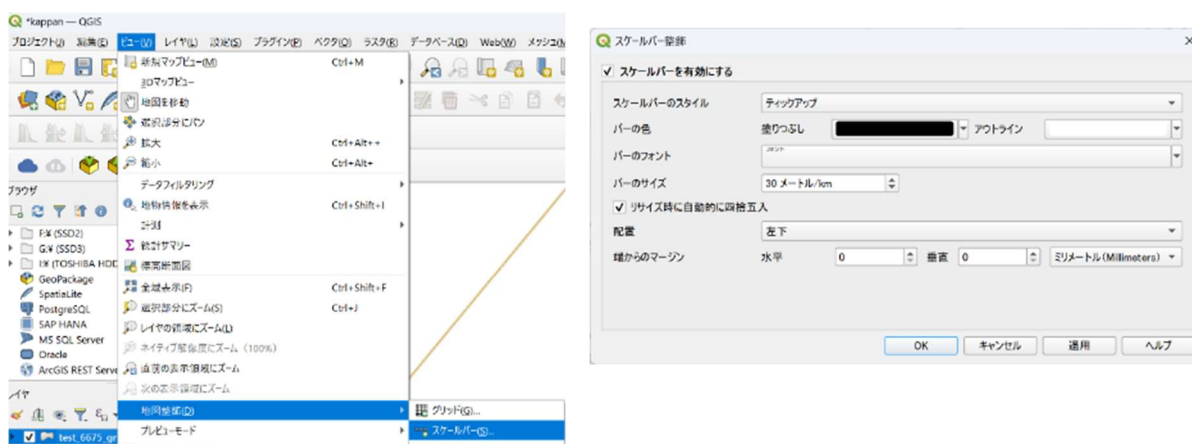 *kappan — QGIS
プロジェクト(J) 編集(E) ビュー(V) レイヤ(L) 設定(S) プラグイン(P) ベクタ(O) ラスタ(R) データベース(D) Web(W) メッシュ(M
新規マップビュー(M) Ctrl+M
3Dマップビュー
地図を移動
選択部分にパン
拡大 Ctrl+Alt++
縮小 Ctrl+Alt+
データフィルタリング
地物情報を表示 Ctrl+Shift+I
計測
Σ 統計サマリー
標高断面図
全域表示(F) Ctrl+Shift+F
選択部分にズーム(S) Ctrl+J
レイヤの領域にズーム(L)
ネイティブ解像度にズーム (100%)
直前の表示領域にズーム
次の表示領域にズーム
地図整飾(D)
プレビューモード
グリッド(G)...
スケールバー(S)...
ブラウザ
F:¥ (SSD2)
G:¥ (SSD3)
I:¥ (TOSHIBA HDD
GeoPackage
SpatiaLite
PostgreSQL
SAP HANA
MS SQL Server
Oracle
ArcGIS REST Serve
レイヤ
test_6675_gr
スケールバー整飾
スケールバーを有効にする
スケールバーのスタイル ティックアップ
バーの色 塗りつぶし アウトライン
バーのフォント フォント
バーのサイズ 30 メートル/km
リサイズ時に自動的に四捨五入
配置 左下
端からのマージン 水平 0 垂直 0 ミリメートル(Millimeters)
OK キャンセル 適用 ヘルプ